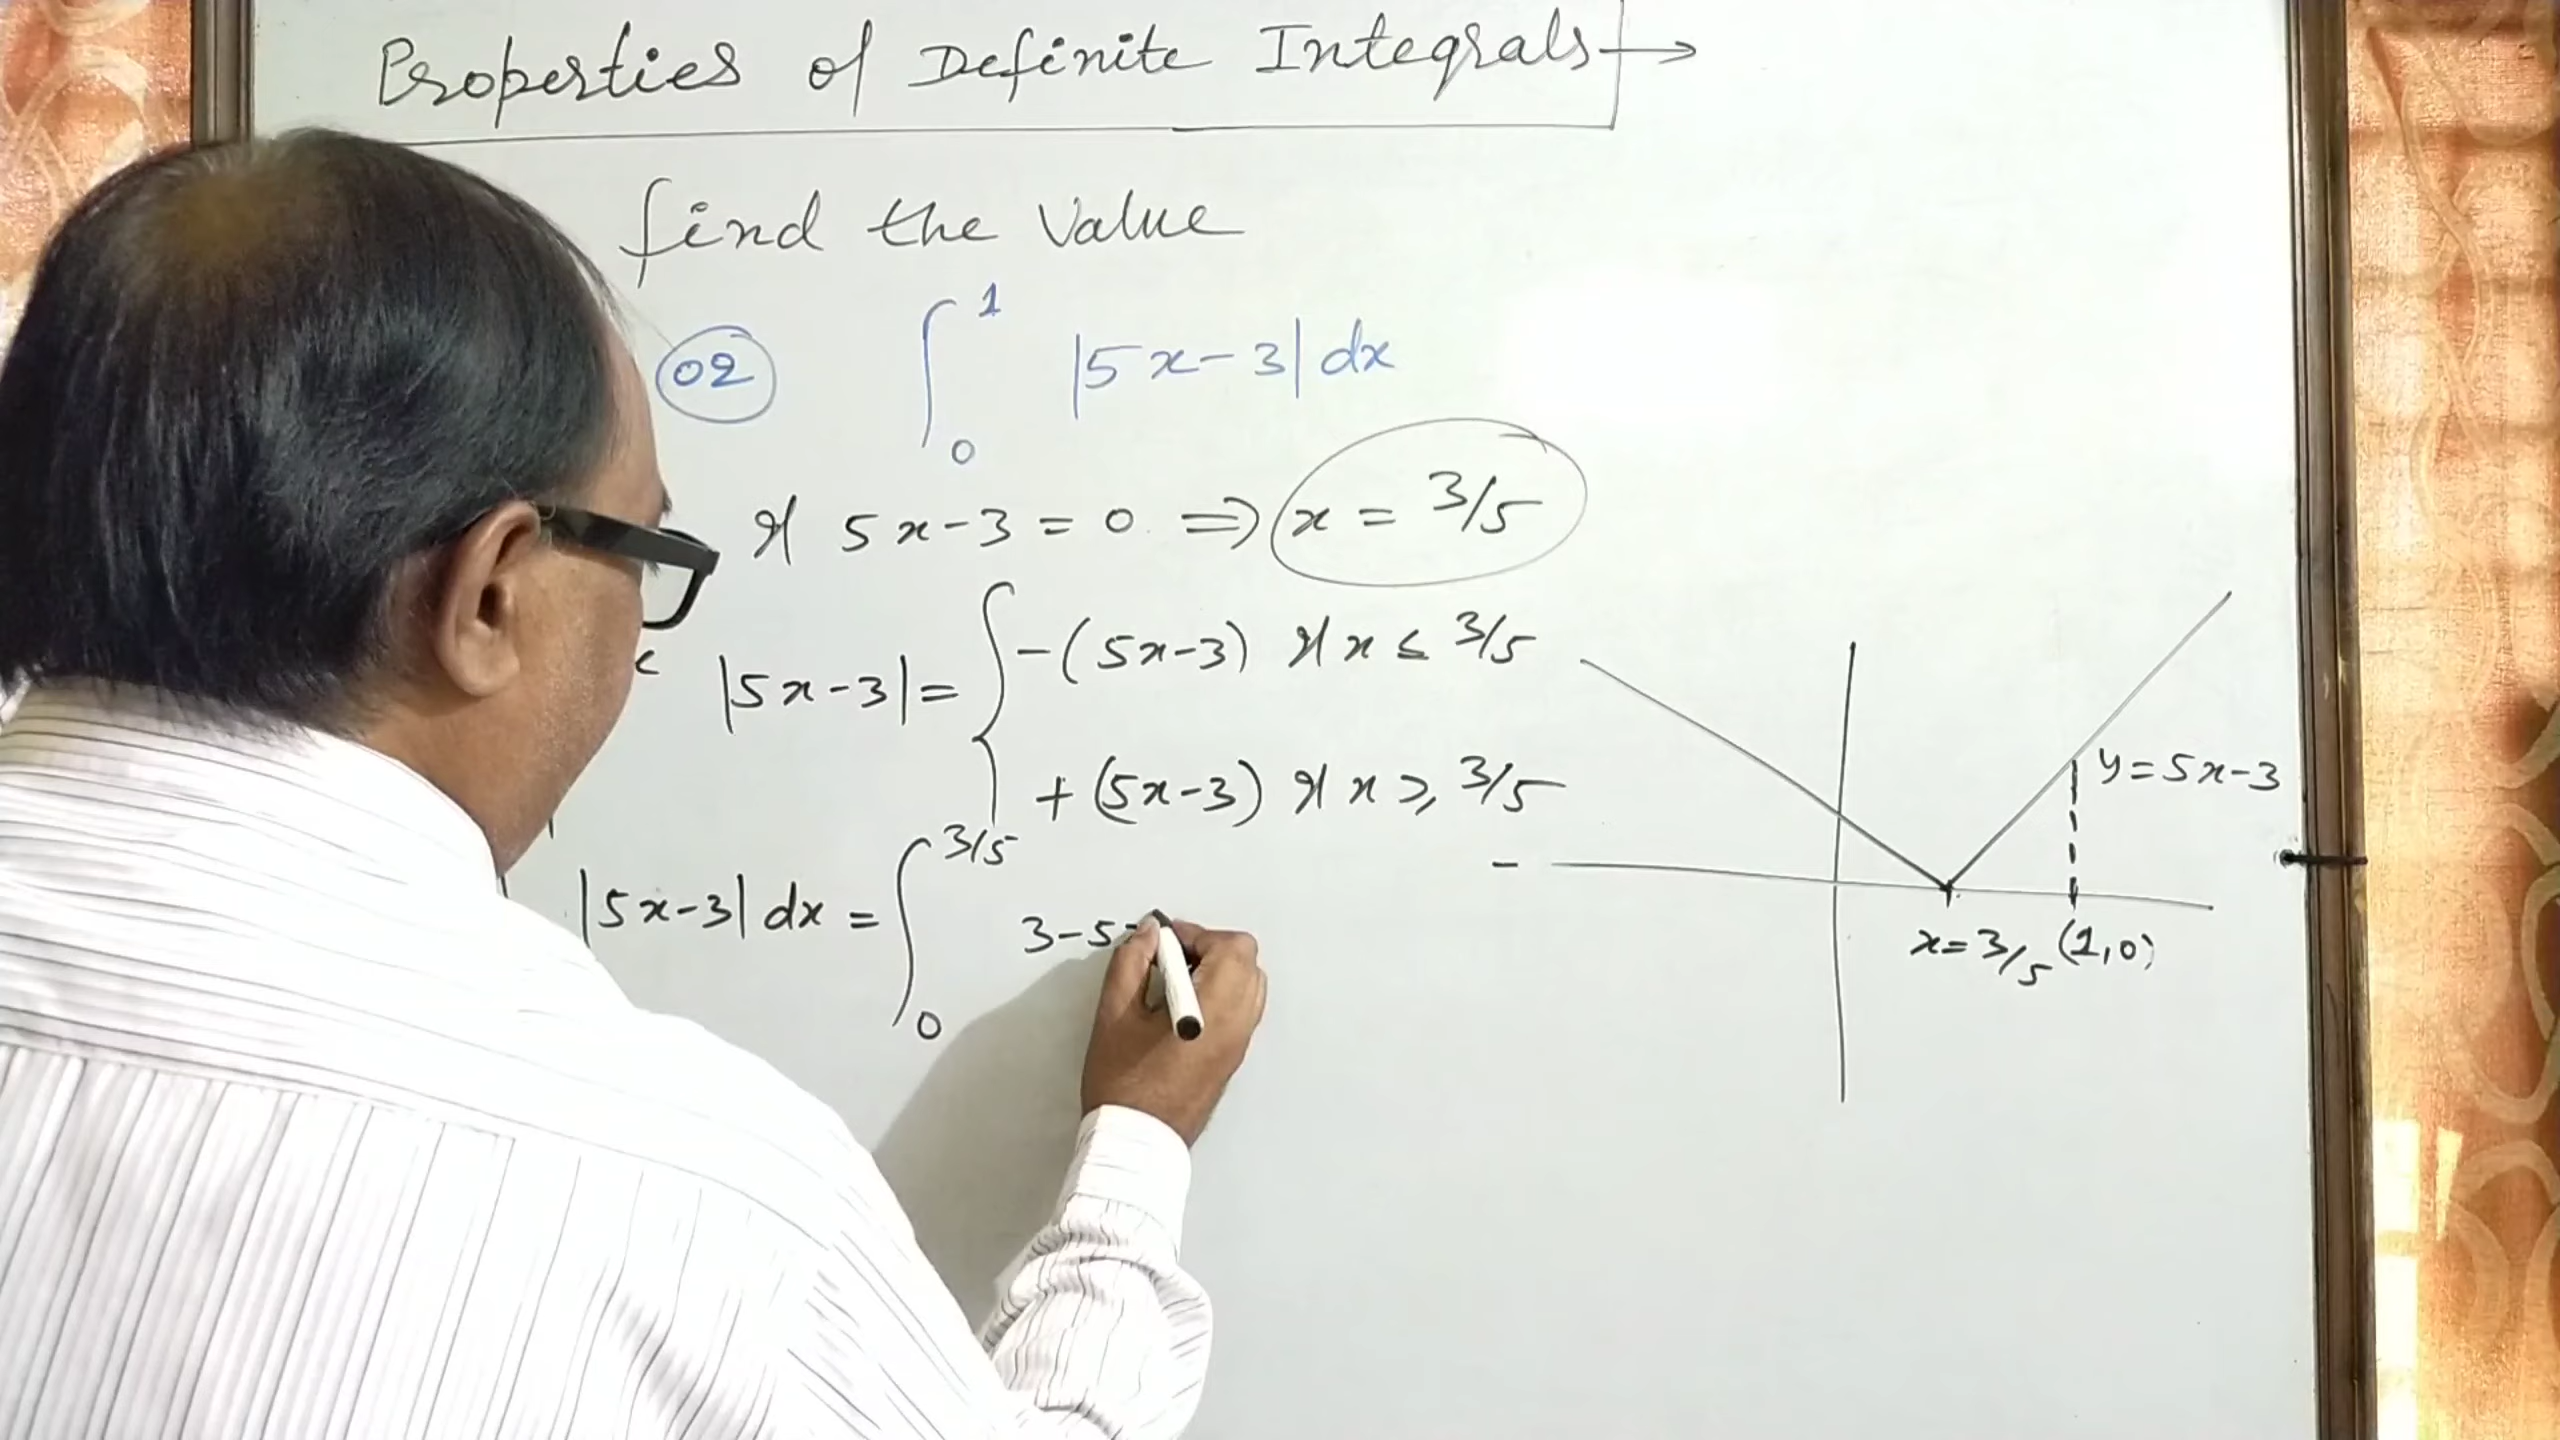 Properties of Definite Integrals →
find the value
02 ∫₀¹ |5x-3| dx
If 5x-3 = 0 ⇒ x = 3/5
|5x-3| = { -(5x-3) If x ≤ 3/5
+ (5x-3) If x ≥ 3/5
|5x-3| dx = ∫₀^{3/5} 3-5
y = 5x-3
x = 3/5 (1,0)